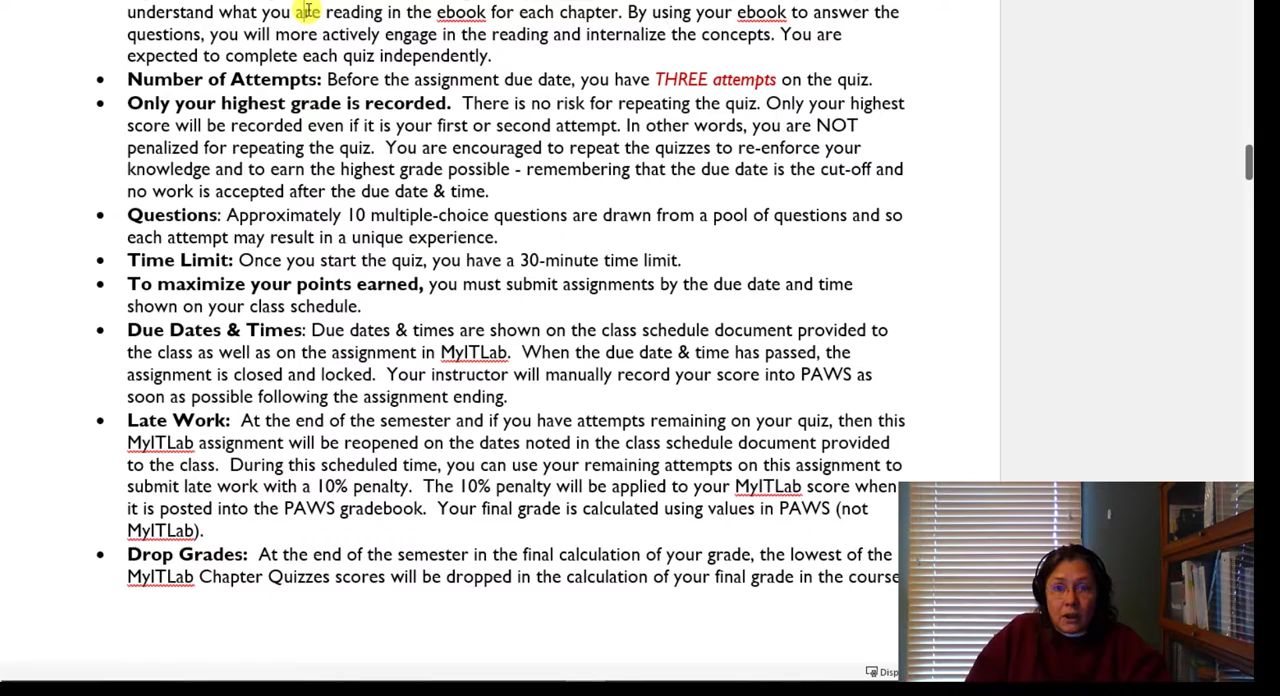 understand what you are reading in the ebook for each chapter. By using your ebook to answer the
questions, you will more actively engage in the reading and internalize the concepts. You are
expected to complete each quiz independently.
• Number of Attempts: Before the assignment due date, you have THREE attempts on the quiz.
• Only your highest grade is recorded. There is no risk for repeating the quiz. Only your highest
score will be recorded even if it is your first or second attempt. In other words, you are NOT
penalized for repeating the quiz. You are encouraged to repeat the quizzes to re-enforce your
knowledge and to earn the highest grade possible - remembering that the due date is the cut-off and
no work is accepted after the due date & time.
• Questions: Approximately 10 multiple-choice questions are drawn from a pool of questions and so
each attempt may result in a unique experience.
• Time Limit: Once you start the quiz, you have a 30-minute time limit.
• To maximize your points earned, you must submit assignments by the due date and time
shown on your class schedule.
• Due Dates & Times: Due dates & times are shown on the class schedule document provided to
the class as well as on the assignment in MyITLab. When the due date & time has passed, the
assignment is closed and locked. Your instructor will manually record your score into PAWS as
soon as possible following the assignment ending.
• Late Work: At the end of the semester and if you have attempts remaining on your quiz, then this
MyITLab assignment will be reopened on the dates noted in the class schedule document provided
to the class. During this scheduled time, you can use your remaining attempts on this assignment to
submit late work with a 10% penalty. The 10% penalty will be applied to your MyITLab score when
it is posted into the PAWS gradebook. Your final grade is calculated using values in PAWS (not
MyITLab).
• Drop Grades: At the end of the semester in the final calculation of your grade, the lowest of the
MyITLab Chapter Quizzes scores will be dropped in the calculation of your final grade in the course
Disp